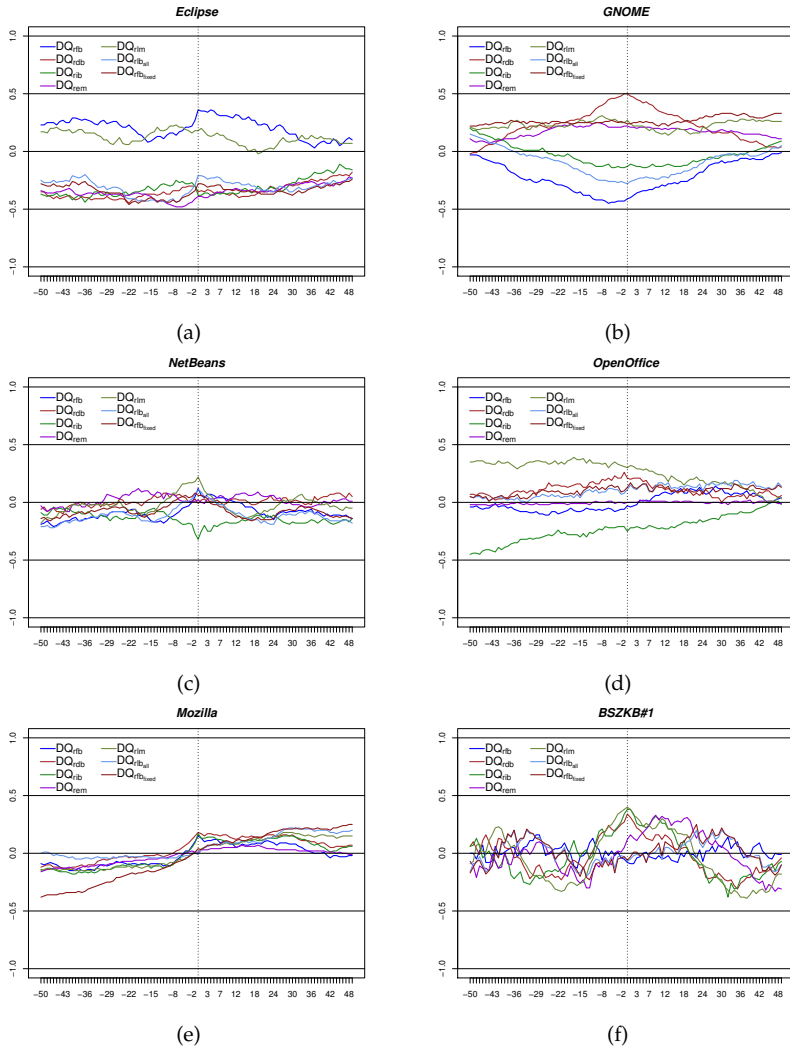 Eclipse
1.0
0.5
0.0
−0.5
−1.0
DQrfb
DQrdb
DQrib
DQrem
DQrlm
DQrlball
DQrfbfixed
−50 −43 −36 −29 −22 −15 −8 −2 3 7 12 18 24 30 36 42 48
(a)
GNOME
1.0
0.5
0.0
−0.5
−1.0
DQrfb
DQrdb
DQrib
DQrem
DQrlm
DQrlball
DQrfbfixed
−50 −43 −36 −29 −22 −15 −8 −2 3 7 12 18 24 30 36 42 48
(b)
NetBeans
1.0
0.5
0.0
−0.5
−1.0
DQrfb
DQrdb
DQrib
DQrem
DQrlm
DQrlball
DQrfbfixed
−50 −43 −36 −29 −22 −15 −8 −2 3 7 12 18 24 30 36 42 48
(c)
OpenOffice
1.0
0.5
0.0
−0.5
−1.0
DQrfb
DQrdb
DQrib
DQrem
DQrlm
DQrlball
DQrfbfixed
−50 −43 −36 −29 −22 −15 −8 −2 3 7 12 18 24 30 36 42 48
(d)
Mozilla
1.0
0.5
0.0
−0.5
−1.0
DQrfb
DQrdb
DQrib
DQrem
DQrlm
DQrlball
DQrfbfixed
−50 −43 −36 −29 −22 −15 −8 −2 3 7 12 18 24 30 36 42 48
(e)
BSZKB#1
1.0
0.5
0.0
−0.5
−1.0
DQrfb
DQrdb
DQrib
DQrem
DQrlm
DQrlball
DQrfbfixed
−50 −43 −36 −29 −22 −15 −8 −2 3 7 12 18 24 30 36 42 48
(f)